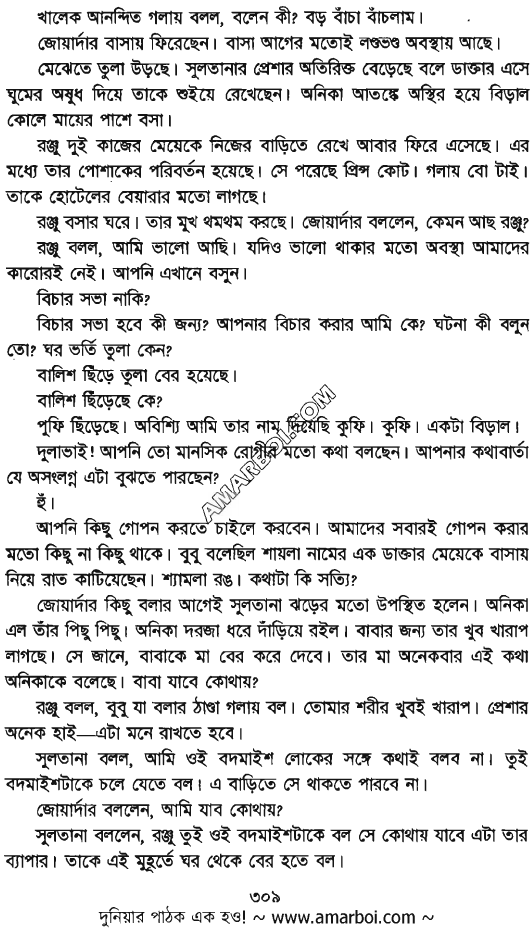 খালেক আনন্দিত গলায় বলল, বলেন কী? বড় বাঁচা বাঁচলাম।
জোয়ার্দার বাসায় ফিরেছেন। বাসা আগের মতোই লণ্ডভণ্ড অবস্থায় আছে।
মেঝেতে তুলা উড়ছে। সুলতানার প্রেশার অতিরিক্ত বেড়েছে বলে ডাক্তার এসে
ঘুমের অষুধ দিয়ে তাকে শুইয়ে রেখেছেন। অনিকা আতঙ্কে অস্থির হয়ে বিড়াল
কোলে মায়ের পাশে বসা।
রঞ্জু দুই কাজের মেয়েকে নিজের বাড়িতে রেখে আবার ফিরে এসেছে। এর
মধ্যে তার পোশাকের পরিবর্তন হয়েছে। সে পরেছে প্রিন্স কোট। গলায় বো টাই।
তাকে হোটেলের বেয়ারার মতো লাগছে।
রঞ্জু বসার ঘরে। তার মুখ থমথম করছে। জোয়ার্দার বললেন, কেমন আছ রঞ্জু?
রঞ্জু বলল, আমি ভালো আছি। যদিও ভালো থাকার মতো অবস্থা আমাদের
কারোরই নেই। আপনি এখানে বসুন।
বিচার সভা নাকি?
বিচার সভা হবে কী জন্য? আপনার বিচার করার আমি কে? ঘটনা কী বলুন
তো? ঘর ভর্তি তুলা কেন?
বালিশ ছিঁড়ে তুলা বের হয়েছে।
বালিশ ছিঁড়েছে কে?
পুফি ছিঁড়েছে। অবিশ্যি আমি তার নাম দিয়েছি কুফি। কুফি। একটা বিড়াল।
দুলাভাই! আপনি তো মানসিক রোগীর মতো কথা বলছেন। আপনার কথাবার্তা
যে অসংলগ্ন এটা বুঝতে পারছেন?
হুঁ।
আপনি কিছু গোপন করতে চাইলে করবেন। আমাদের সবারই গোপন করার
মতো কিছু না কিছু থাকে। বুবু বলেছিল শায়লা নামের এক ডাক্তার মেয়েকে বাসায়
নিয়ে রাত কাটিয়েছেন। শ্যামলা রঙ। কথাটা কি সত্যি?
জোয়ার্দার কিছু বলার আগেই সুলতানা ঝড়ের মতো উপস্থিত হলেন। অনিকা
এল তাঁর পিছু পিছু। অনিকা দরজা ধরে দাঁড়িয়ে রইল। বাবার জন্য তার খুব খারাপ
লাগছে। সে জানে, বাবাকে মা বের করে দেবে। তার মা অনেকবার এই কথা
অনিকাকে বলেছে। বাবা যাবে কোথায়?
রঞ্জু বলল, বুবু যা বলার ঠাণ্ডা গলায় বল। তোমার শরীর খুবই খারাপ। প্রেশার
অনেক হাই—এটা মনে রাখতে হবে।
সুলতানা বলল, আমি ওই বদমাইশ লোকের সঙ্গে কথাই বলব না। তুই
বদমাইশটাকে চলে যেতে বল। এ বাড়িতে সে থাকতে পারবে না।
জোয়ার্দার বললেন, আমি যাব কোথায়?
সুলতানা বললেন, রঞ্জু তুই ওই বদমাইশটাকে বল সে কোথায় যাবে এটা তার
ব্যাপার। তাকে এই মুহূর্তে ঘর থেকে বের হতে বল।
AMARBOI.COM
৩০৯
দুনিয়ার পাঠক এক হও! ~ www.amarboi.com ~